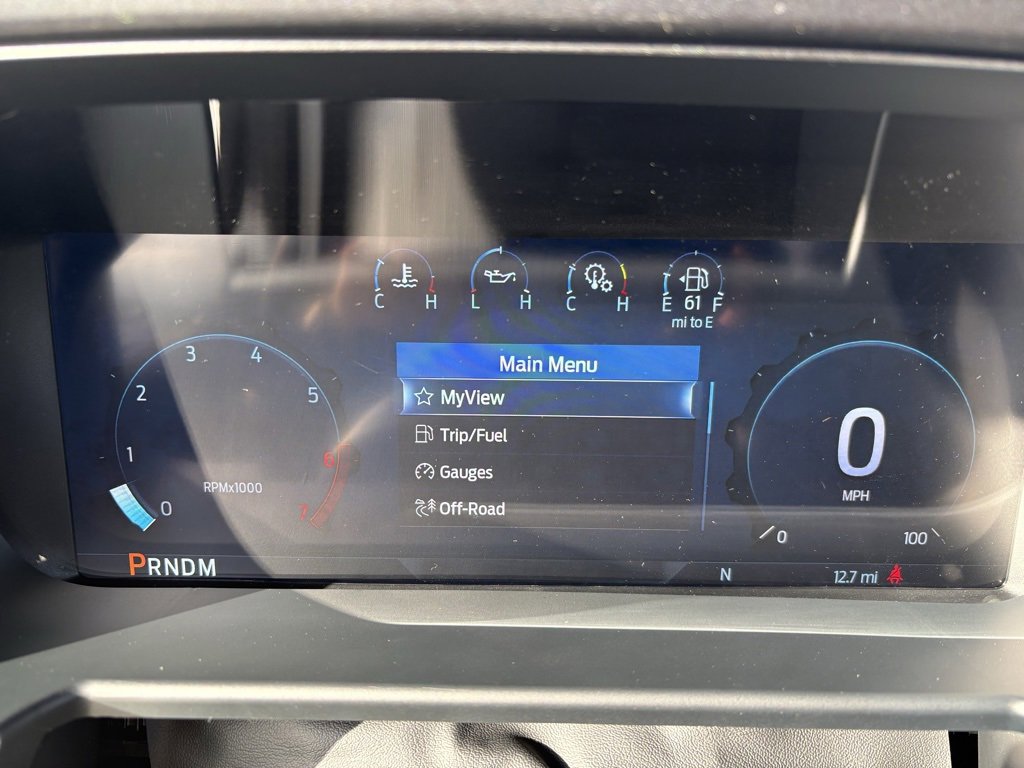 C H
L H
C H
E 61 F
mi to E
Main Menu
MyView
Trip/Fuel
Gauges
Off-Road
0
1
2
3
4
5
6
7
RPMx1000
0
MPH
0 100
PRNDM
N
12.7 mi